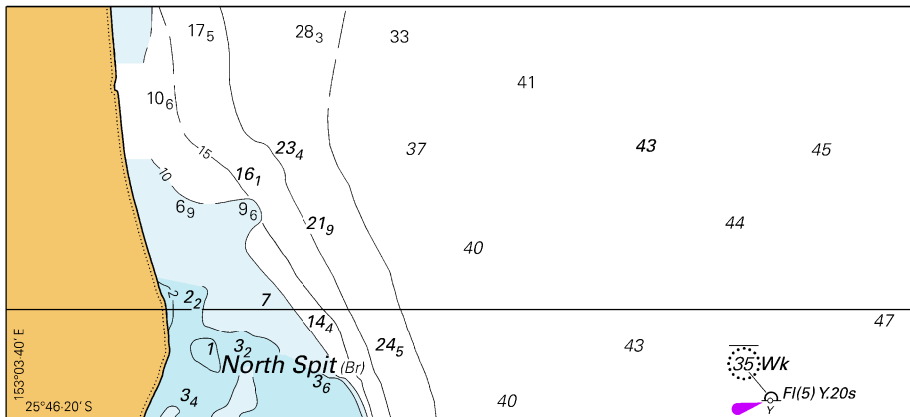 17₅ 28₃ 33
41
10₆
15 23₄ 37 43 45
10 16₁
6₉ 9₆ 21₉ 44
40
2 2₂ 7
14₄ 47
1 3₂ 24₅ 43
North Spit (Br) 35 Wk
3₆
3₄ 40 Fl(5) Y.20s
Y
153°03·40′ E
25°46·20′ S